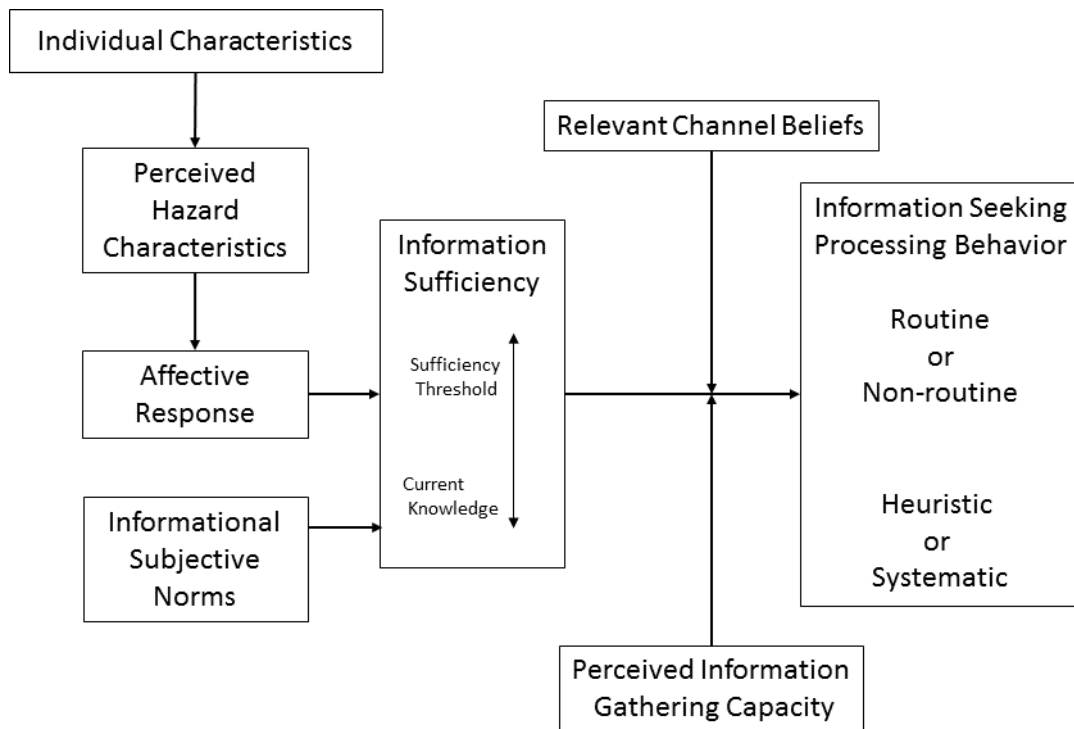 Individual Characteristics
Perceived
Hazard
Characteristics
Affective
Response
Informational
Subjective
Norms
Information
Sufficiency
Sufficiency
Threshold
Current
Knowledge
Relevant Channel Beliefs
Perceived Information
Gathering Capacity
Information Seeking
Processing Behavior
Routine
or
Non-routine
Heuristic
or
Systematic